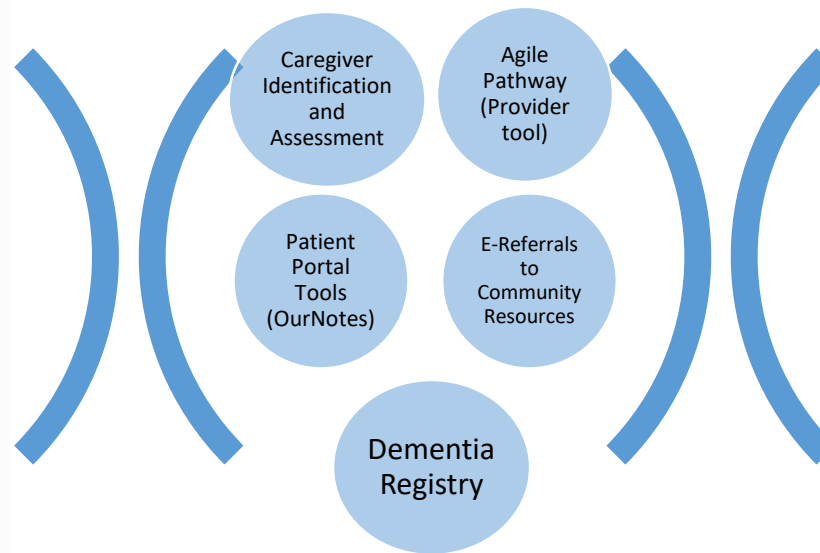 Caregiver
Identification
and
Assessment
Agile
Pathway
(Provider
tool)
Patient
Portal
Tools
(OurNotes)
E-Referrals
to
Community
Resources
Dementia
Registry